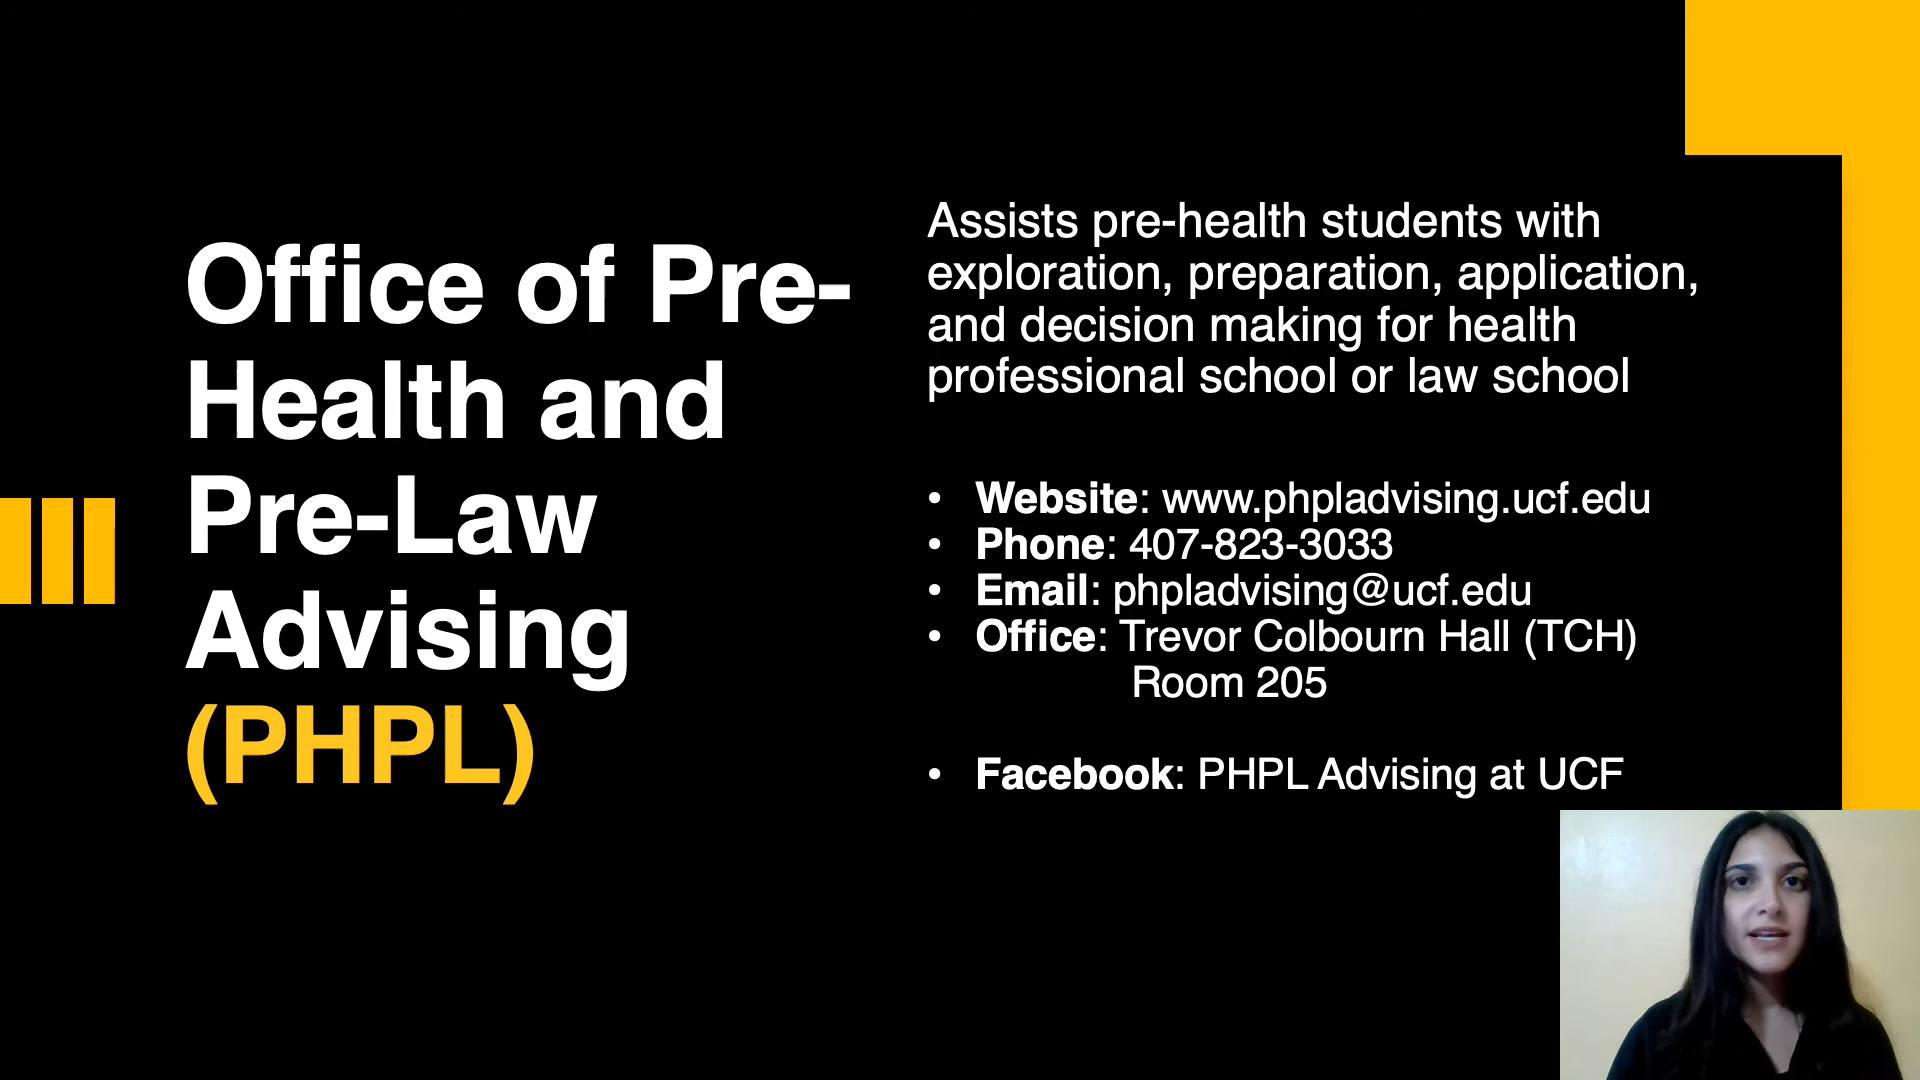 Office of Pre-
Health and
Pre-Law
Advising
(PHPL)
Assists pre-health students with
exploration, preparation, application,
and decision making for health
professional school or law school
• Website: www.phpladvising.ucf.edu
• Phone: 407-823-3033
• Email: phpladvising@ucf.edu
• Office: Trevor Colbourn Hall (TCH)
Room 205
• Facebook: PHPL Advising at UCF